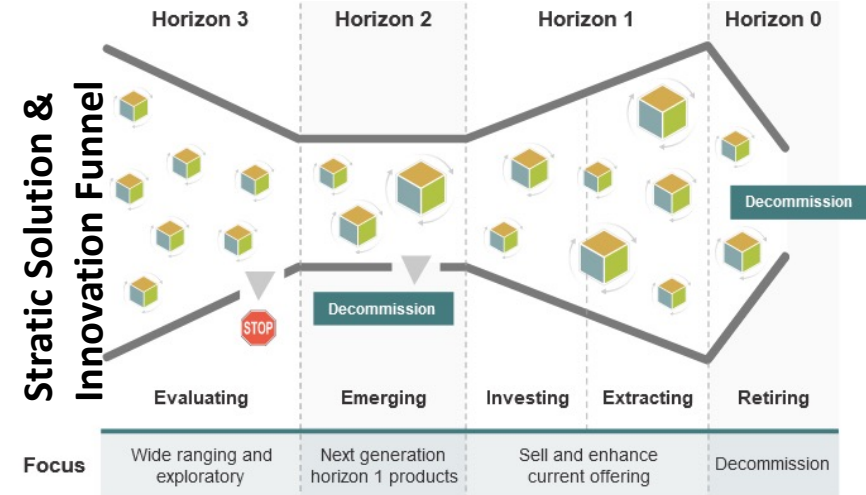 Stratic Solution &
Innovation Funnel
Horizon 3
Horizon 2
Horizon 1
Horizon 0
Decommission
Decommission
STOP
Evaluating
Emerging
Investing
Extracting
Retiring
Focus
Wide ranging and
exploratory
Next generation
horizon 1 products
Sell and enhance
current offering
Decommission